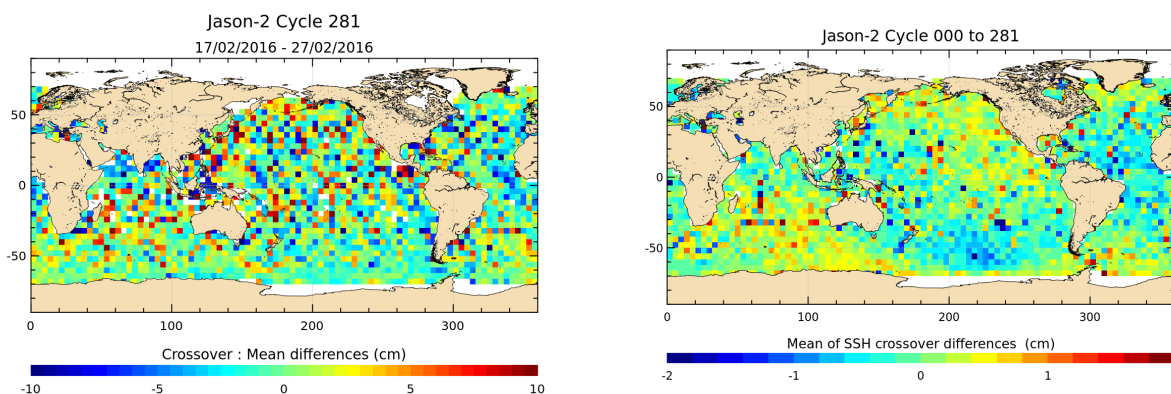 Jason-2 Cycle 281
17/02/2016 - 27/02/2016
50
0
-50
0 100 200 300
Crossover : Mean differences (cm)
-10 -5 0 5 10
Jason-2 Cycle 000 to 281
50
0
-50
0 100 200 300
Mean of SSH crossover differences (cm)
-2 -1 0 1